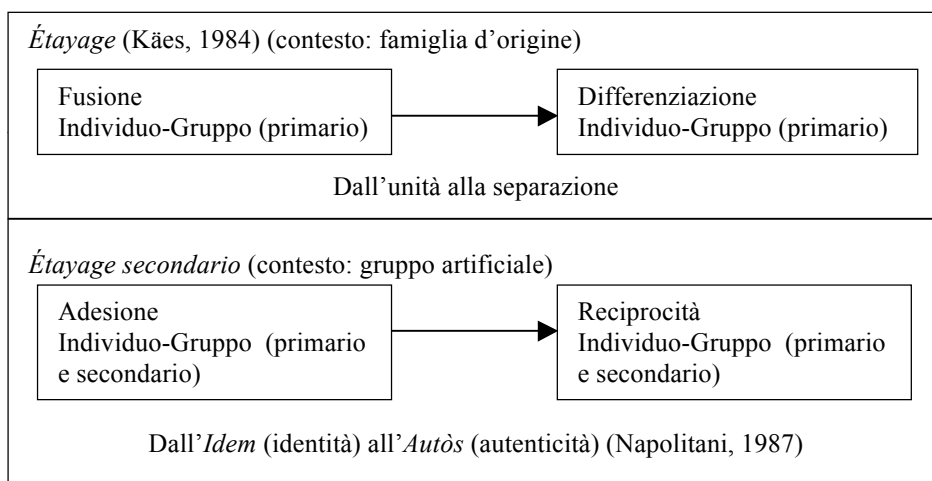 Étayage (Käes, 1984) (contesto: famiglia d’origine)
Fusione
Individuo-Gruppo (primario)
Differenziazione
Individuo-Gruppo (primario)
Dall’unità alla separazione
Étayage secondario (contesto: gruppo artificiale)
Adesione
Individuo-Gruppo (primario
e secondario)
Reciprocità
Individuo-Gruppo (primario
e secondario)
Dall’Idem (identità) all’Autòs (autenticità) (Napolitani, 1987)